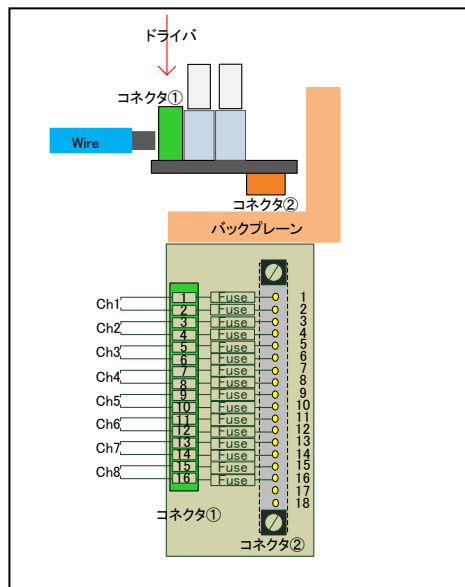 ドライバ
コネクタ①
Wire
コネクタ②
バックプレーン
Ch1
Ch2
Ch3
Ch4
Ch5
Ch6
Ch7
Ch8
1 Fuse 1
2 Fuse 2
3 Fuse 3
4 Fuse 4
5 Fuse 5
6 Fuse 6
7 Fuse 7
8 Fuse 8
9 Fuse 9
10 Fuse 10
11 Fuse 11
12 Fuse 12
13 Fuse 13
14 Fuse 14
15 Fuse 15
16 Fuse 16
17
18
コネクタ①
コネクタ②